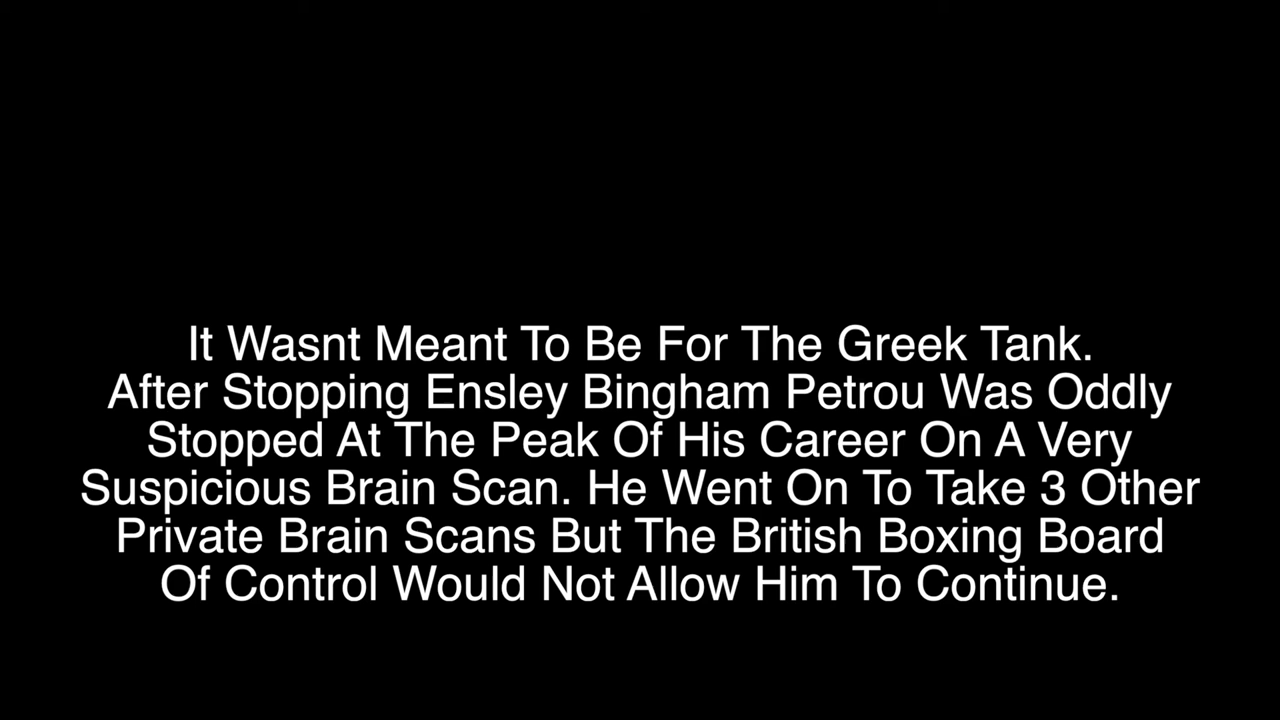 It Wasnt Meant To Be For The Greek Tank.
After Stopping Ensley Bingham Petrou Was Oddly
Stopped At The Peak Of His Career On A Very
Suspicious Brain Scan. He Went On To Take 3 Other
Private Brain Scans But The British Boxing Board
Of Control Would Not Allow Him To Continue.